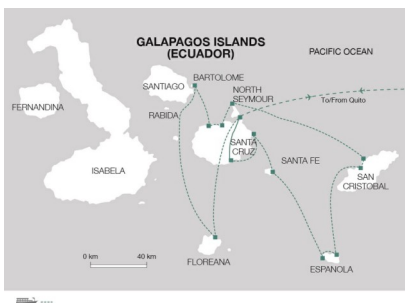 GALAPAGOS ISLANDS
(ECUADOR)
PACIFIC OCEAN
SANTIAGO
BARTOLOME
NORTH
SEYMOUR
To/From Quito
FERNANDINA
RABIDA
SANTA
CRUZ
SANTA FE
ISABELA
SAN
CRISTOBAL
0 km
40 km
FLOREANA
ESPANOLA